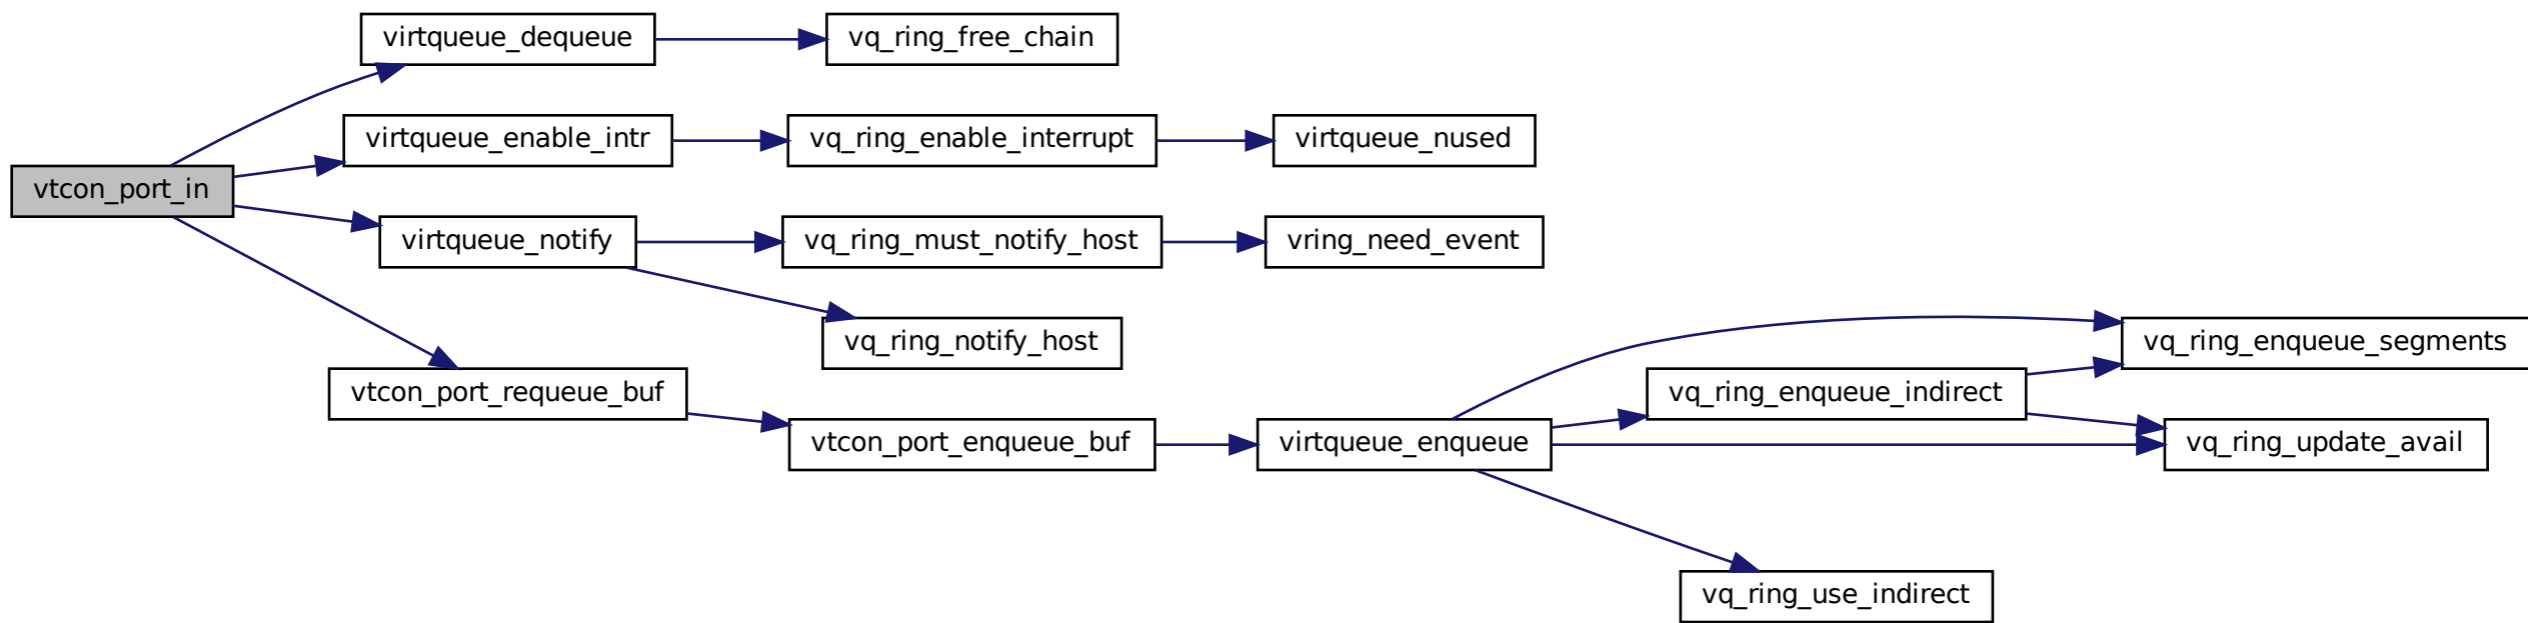 virtqueue_dequeue
vq_ring_free_chain
virtqueue_enable_intr
vq_ring_enable_interrupt
virtqueue_nused
vtcon_port_in
virtqueue_notify
vq_ring_must_notify_host
vring_need_event
vq_ring_notify_host
vq_ring_enqueue_segments
vtcon_port_requeue_buf
vq_ring_enqueue_indirect
vtcon_port_enqueue_buf
virtqueue_enqueue
vq_ring_update_avail
vq_ring_use_indirect